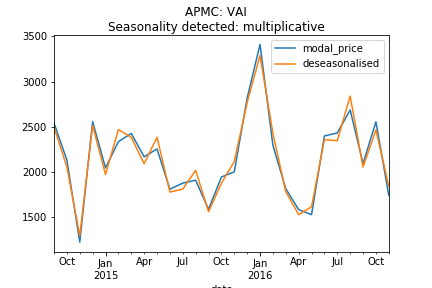 APMC: VAI
Seasonality detected: multiplicative
modal_price
deseasonalised
3500
3000
2500
2000
1500
Oct Jan Apr Jul Oct Jan Apr Jul Oct
2015 2016